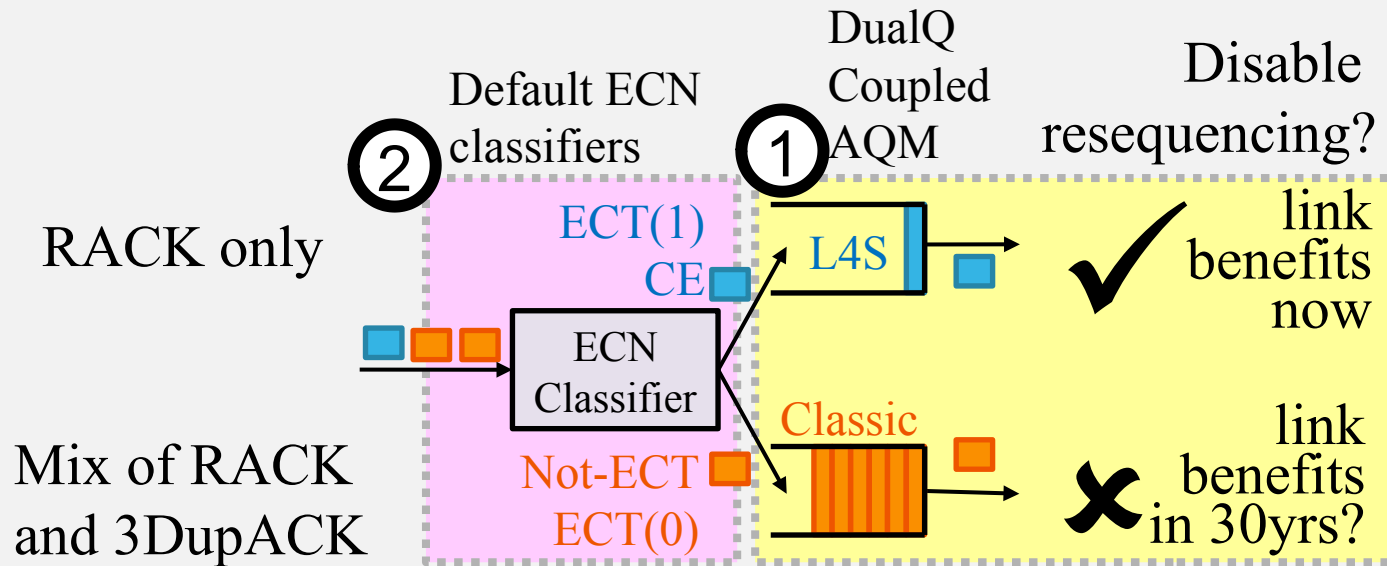 DualQ
Coupled
AQM
Default ECN
classifiers
Disable
resequencing?
2
1
RACK only
ECT(1)
CE
L4S
link
benefits
now
ECN
Classifier
Mix of RACK
and 3DupACK
Not-ECT
ECT(0)
Classic
link
benefits
in 30yrs?